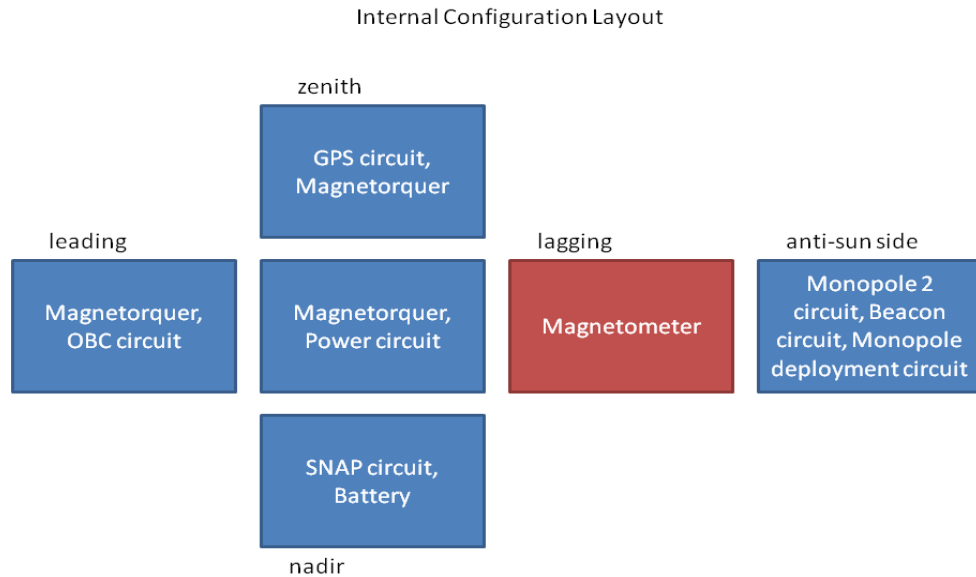 Internal Configuration Layout
zenith
GPS circuit,
Magnetorquer
leading
Magnetorquer,
OBC circuit
Magnetorquer,
Power circuit
lagging
Magnetometer
anti-sun side
Monopole 2
circuit, Beacon
circuit, Monopole
deployment circuit
SNAP circuit,
Battery
nadir